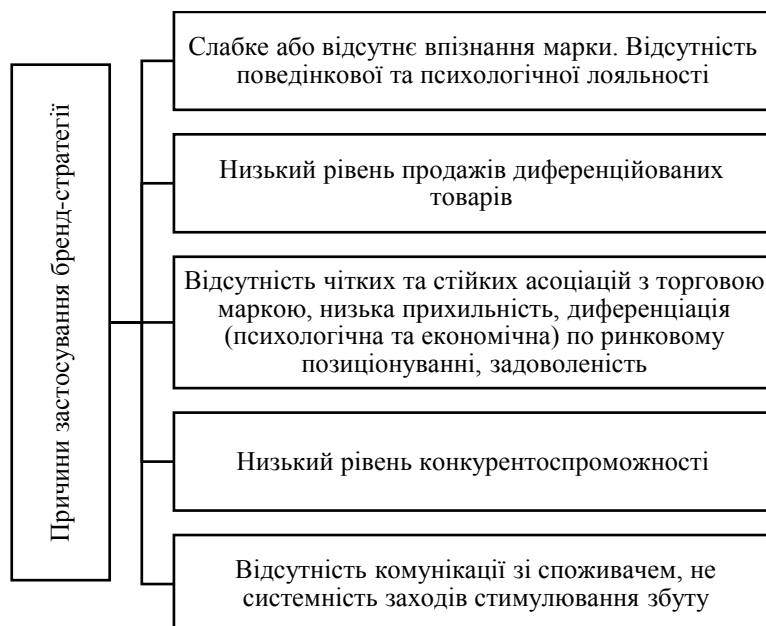 Причини застосування бренд-стратегії
Слабке або відсутнє впізнання марки. Відсутність
поведінкової та психологічної лояльності
Низький рівень продажів диференційованих
товарів
Відсутність чітких та стійких асоціацій з торговою
маркою, низька прихильність, диференціація
(психологічна та економічна) по ринковому
позиціонуванні, задоволеність
Низький рівень конкурентоспроможності
Відсутність комунікації зі споживачем, не
системність заходів стимулювання збуту